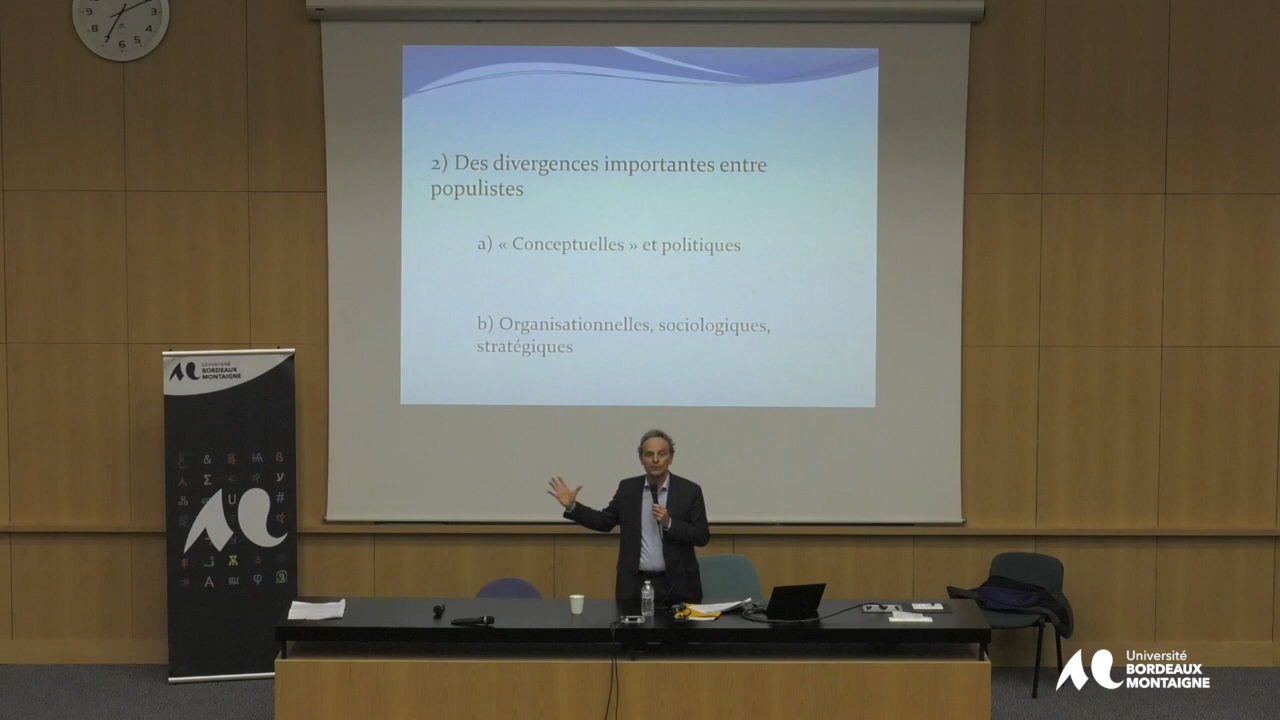 2) Des divergences importantes entre
populistes
a) « Conceptuelles » et politiques
b) Organisationnelles, sociologiques,
stratégiques
Université
BORDEAUX
MONTAIGNE
Université
BORDEAUX
MONTAIGNE